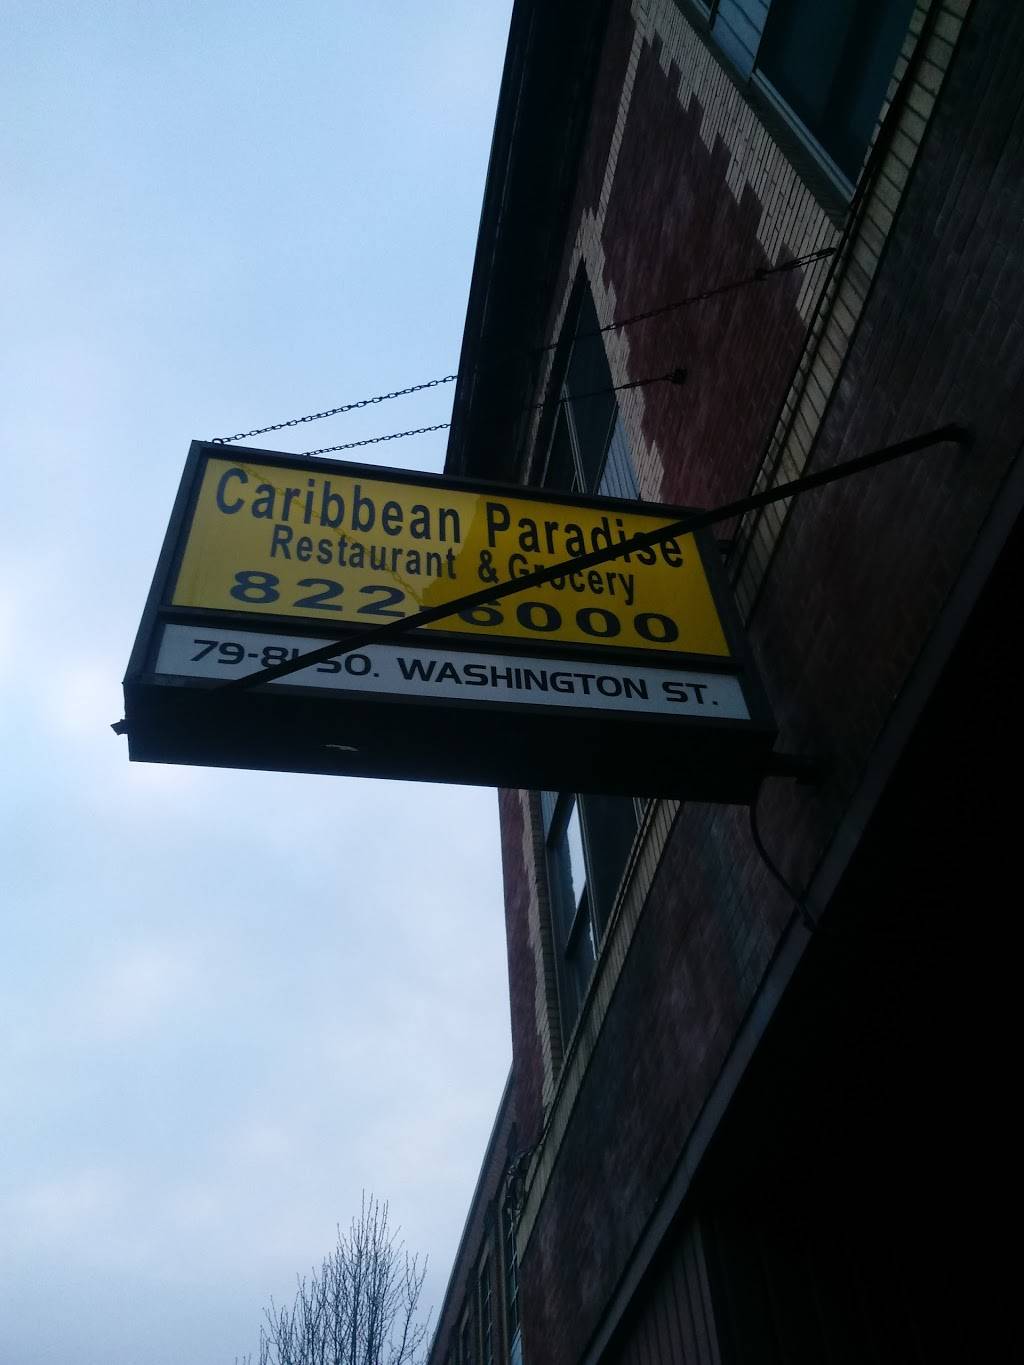 Caribbean Paradise
Restaurant & Grocery
822-6000
79-81 SO. WASHINGTON ST.